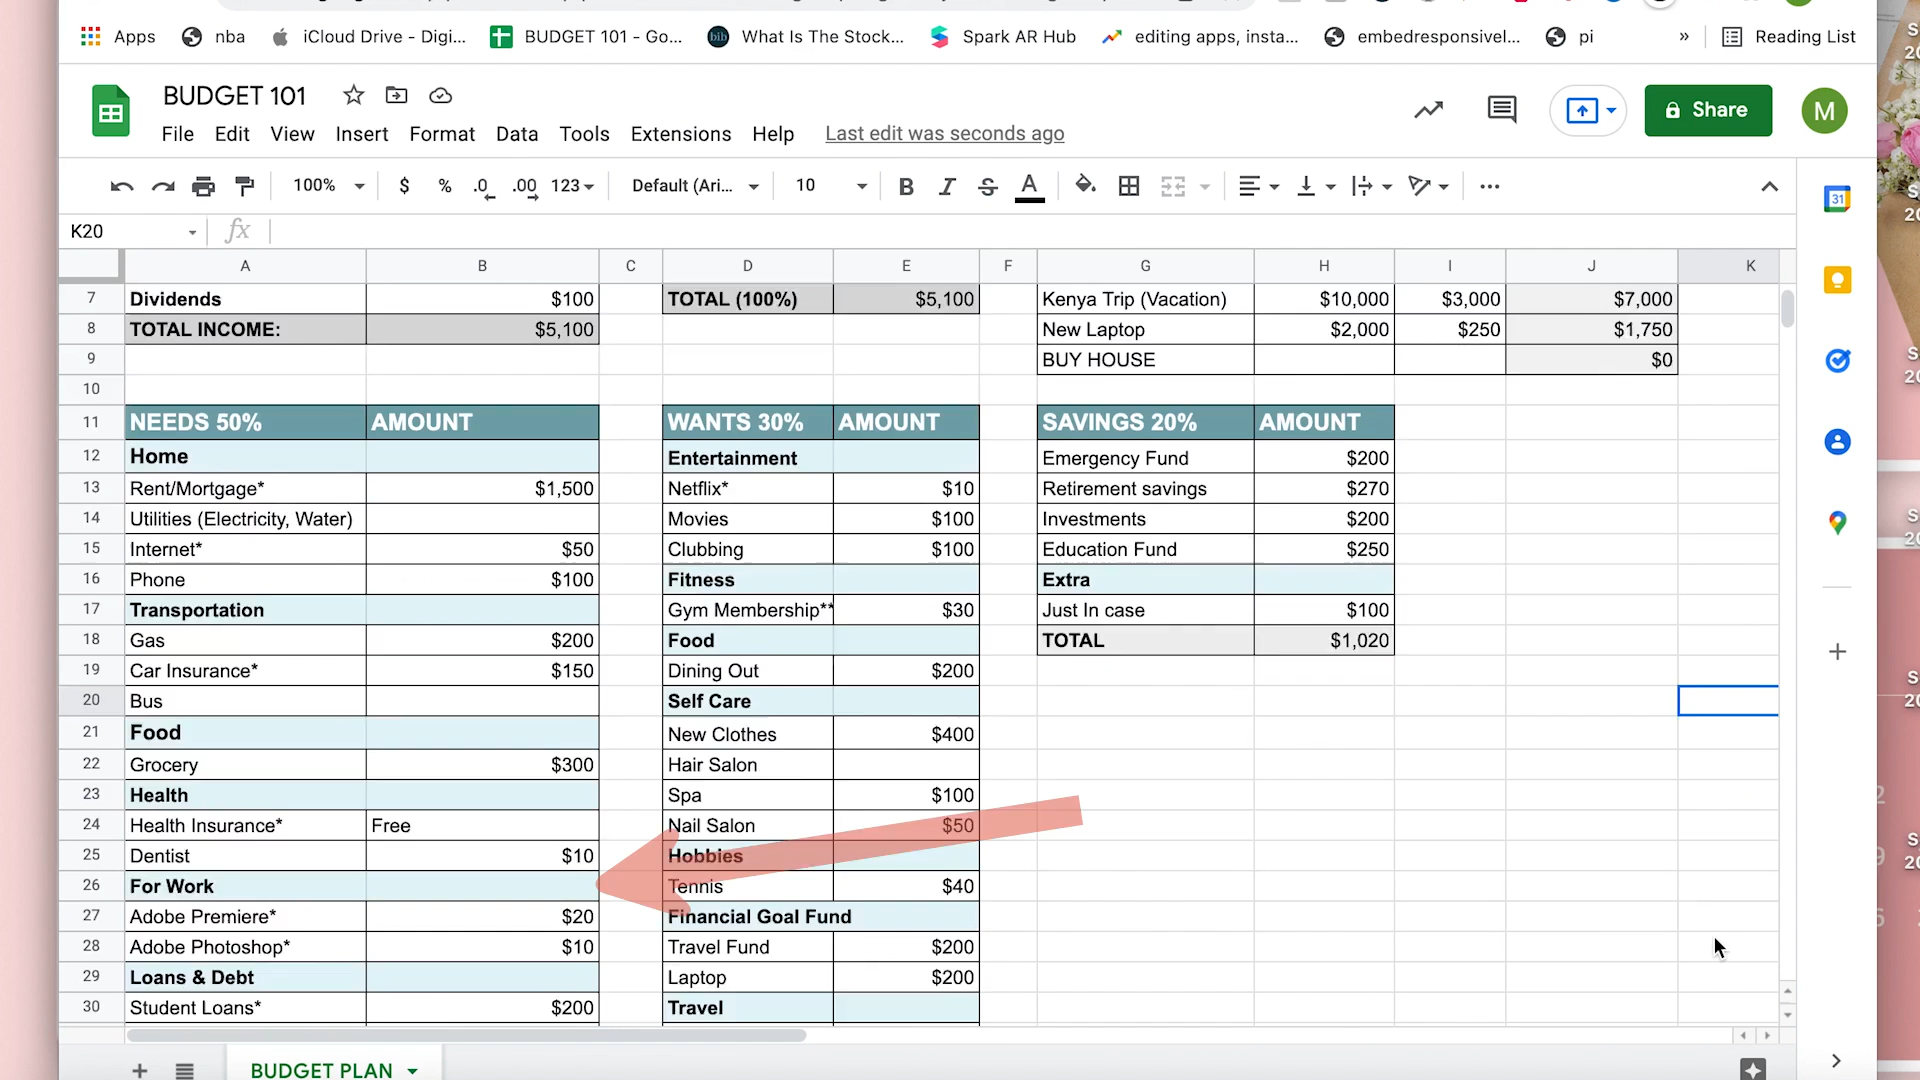 Apps nba iCloud Drive - Digi... BUDGET 101 - Go... What Is The Stock... Spark AR Hub editing apps, insta... embedresponsivel... pi » Reading List
BUDGET 101
File Edit View Insert Format Data Tools Extensions Help Last edit was seconds ago
Share M
100% $ % .0 .00 123 Default (Ari... 10 B I S A
K20 fx
A B C D E F G H I J K
7 Dividends $100 TOTAL (100%) $5,100 Kenya Trip (Vacation) $10,000 $3,000 $7,000
8 TOTAL INCOME: $5,100 New Laptop $2,000 $250 $1,750
9 BUY HOUSE $0
10
11 NEEDS 50% AMOUNT WANTS 30% AMOUNT SAVINGS 20% AMOUNT
12 Home Entertainment Emergency Fund $200
13 Rent/Mortgage* $1,500 Netflix* $10 Retirement savings $270
14 Utilities (Electricity, Water) Movies $100 Investments $200
15 Internet* $50 Clubbing $100 Education Fund $250
16 Phone $100 Fitness Extra
17 Transportation Gym Membership** $30 Just In case $100
18 Gas $200 Food TOTAL $1,020
19 Car Insurance* $150 Dining Out $200
20 Bus Self Care
21 Food New Clothes $400
22 Grocery $300 Hair Salon
23 Health Spa $100
24 Health Insurance* Free Nail Salon $50
25 Dentist $10 Hobbies
26 For Work Tennis $40
27 Adobe Premiere* $20 Financial Goal Fund
28 Adobe Photoshop* $10 Travel Fund $200
29 Loans & Debt Laptop $200
30 Student Loans* $200 Travel
BUDGET PLAN
31